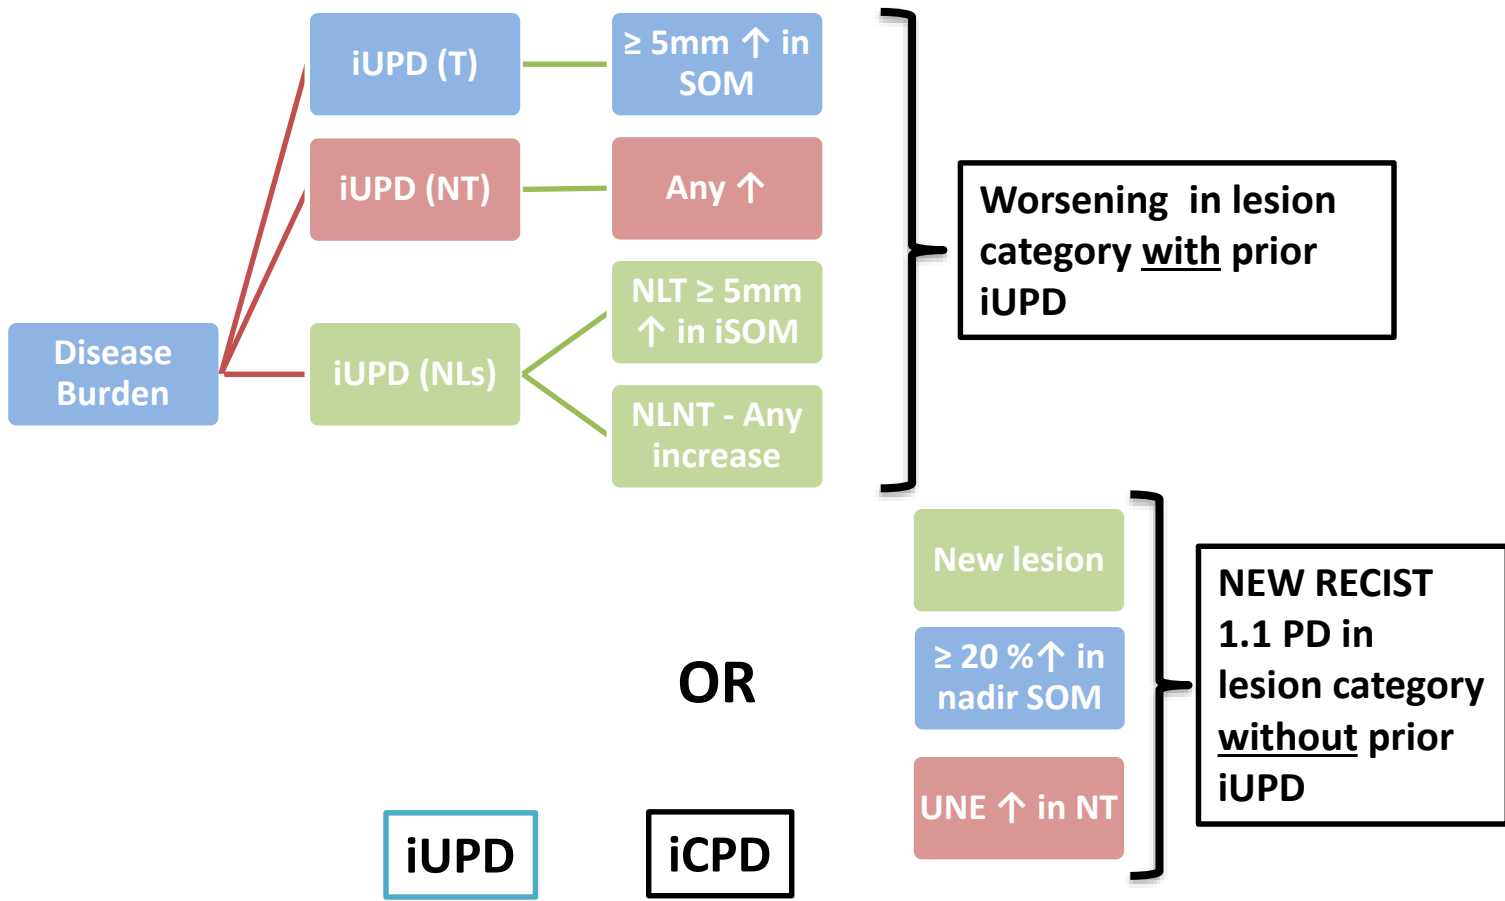 iUPD (T)
≥ 5mm ↑ in
SOM
iUPD (NT)
Any ↑
Worsening in lesion
category with prior
iUPD
Disease
Burden
iUPD (NLs)
NLT ≥ 5mm
↑ in iSOM
NLNT - Any
increase
New lesion
≥ 20 %↑ in
nadir SOM
UNE ↑ in NT
NEW RECIST
1.1 PD in
lesion category
without prior
iUPD
OR
iUPD
iCPD